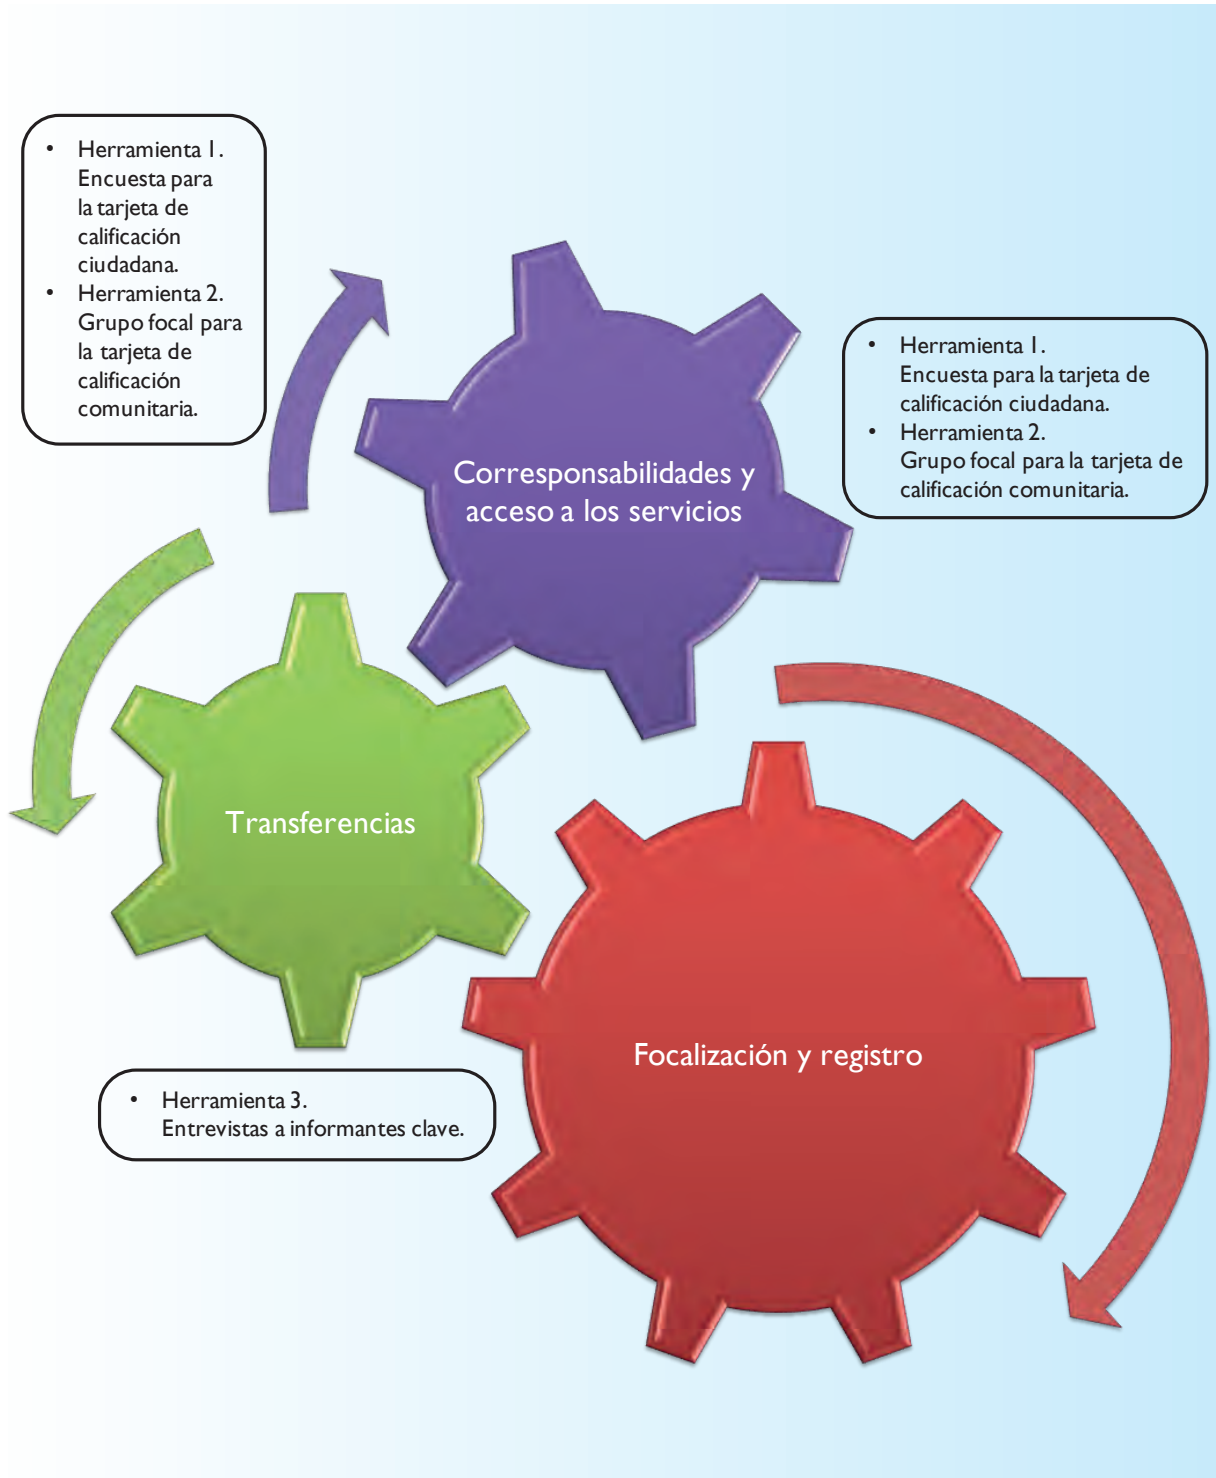 • Herramienta 1.
Encuesta para
la tarjeta de
calificación
ciudadana.
• Herramienta 2.
Grupo focal para
la tarjeta de
calificación
comunitaria.
• Herramienta 1.
Encuesta para la tarjeta de
calificación ciudadana.
• Herramienta 2.
Grupo focal para la tarjeta de
calificación comunitaria.
Corresponsabilidades y
acceso a los servicios
Transferencias
Focalización y registro
• Herramienta 3.
Entrevistas a informantes clave.